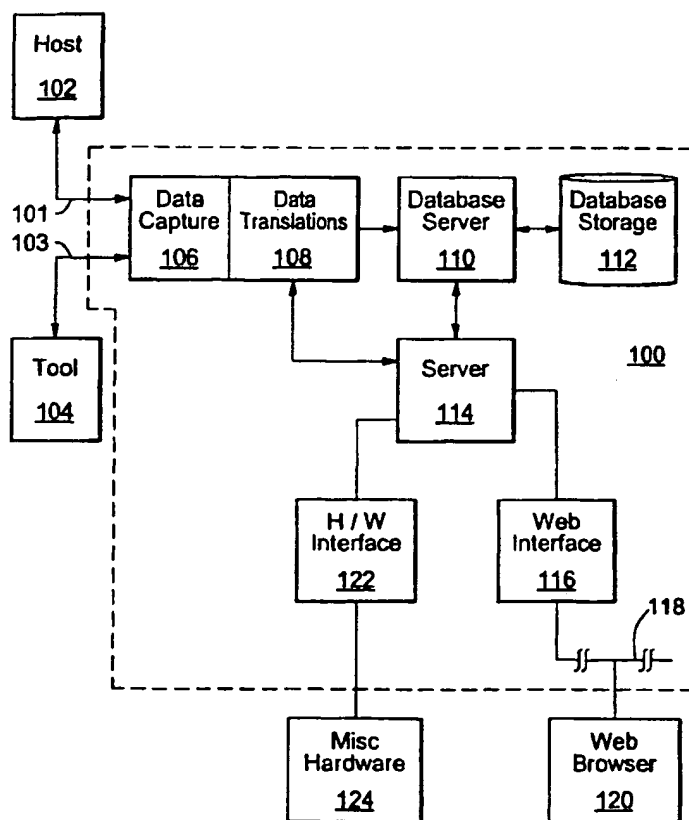 Host
102
101
103
Data
Capture
106
Data
Translations
108
Database
Server
110
Database
Storage
112
Tool
104
Server
114
100
H / W
Interface
122
Web
Interface
116
118
Misc
Hardware
124
Web
Browser
120